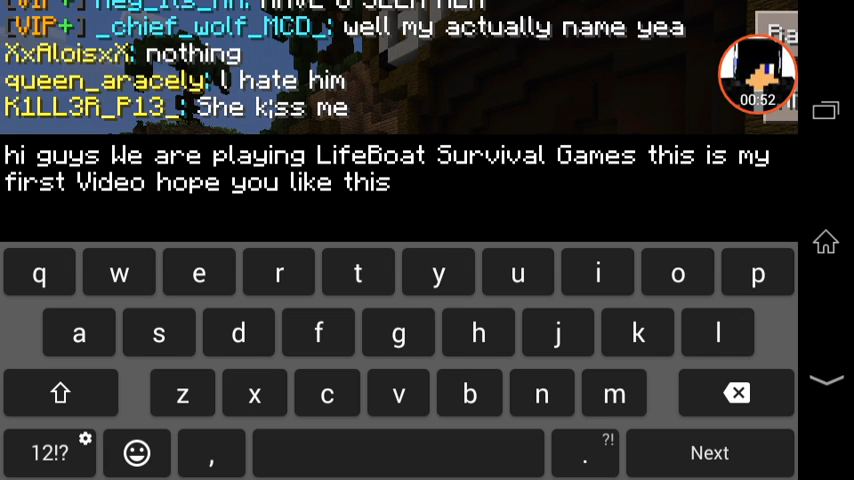 [VIP+] _chief_wolf_MCD_: well my actually name yea
XxAloisxX: nothing
queen_aracely: I hate him
K1LL3R_P13_: She k¡ss me
00:52
hi guys We are playing LifeBoat Survival Games this is my
first Video hope you like this
q w e r t y u i o p
a s d f g h j k l
z x c v b n m
12!? , . ?! Next